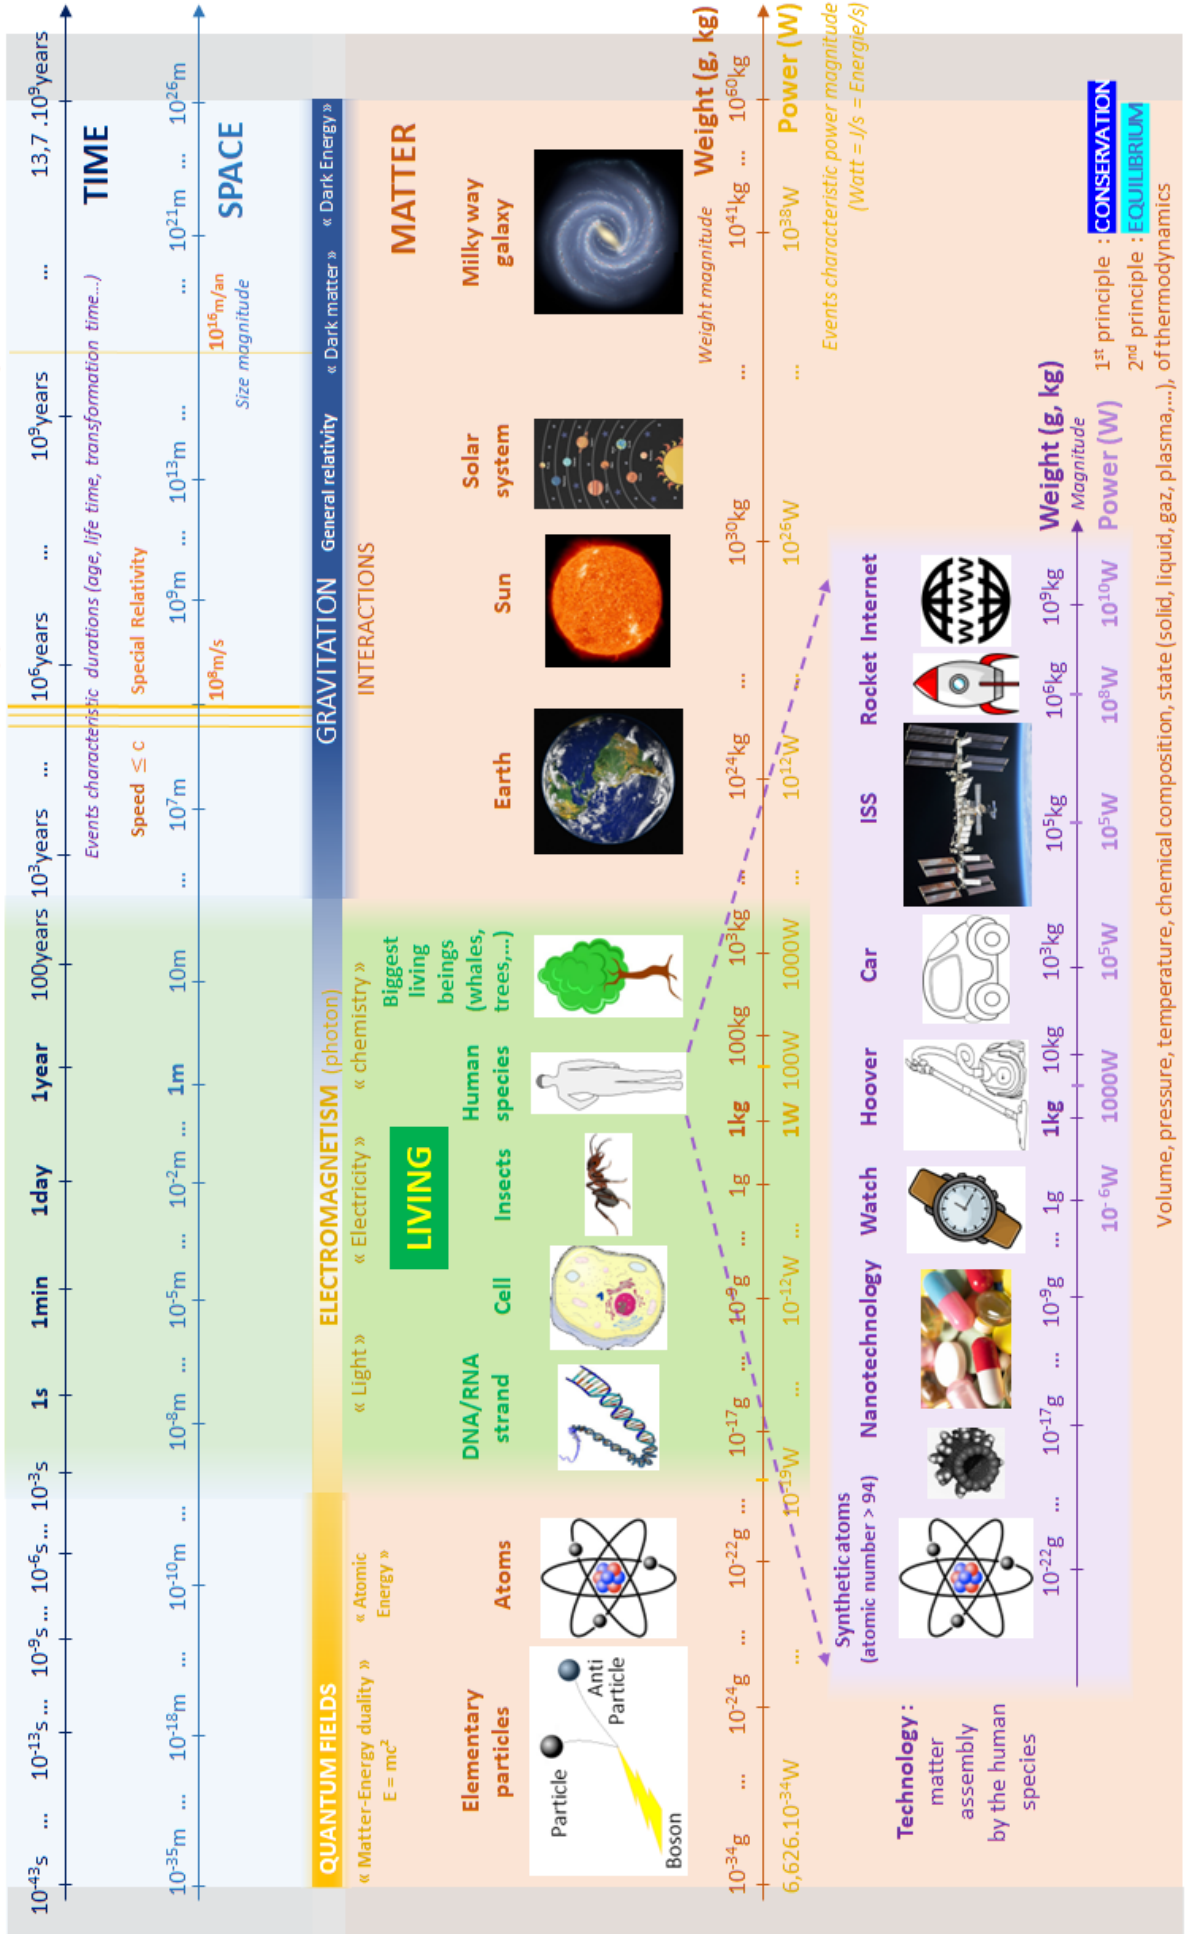 10⁻⁴³s ... 10⁻¹³s ... 10⁻⁹s ... 10⁻⁶s ... 10⁻³s 1s 1min 1day 1year 100years 10³years ... 10⁶years ... 10⁹years ... 13,7 .10⁹years
Events characteristic durations (age, life time, transformation time...)
TIME
Speed ≤ C Special Relativity
10⁻³⁵m ... 10⁻¹⁸m ... 10⁻¹⁰m ... 10⁻⁸m ... 10⁻⁵m ... 10⁻²m ... 1m 10m ... 10⁷m 10⁹m ... 10¹³m ... ... 10²¹m ... 10²⁶m
10⁸m/s 10¹⁶m/an
SPACE
Size magnitude
QUANTUM FIELDS ELECTROMAGNETISM (photon) GRAVITATION General relativity « Dark matter » « Dark Energy »
« Matter-Energy duality »
E = mc²
« Atomic
Energy »
« Light » « Electricity » « chemistry »
INTERACTIONS
LIVING
MATTER
Elementary
particles
Atoms
DNA/RNA
strand
Cell
Insects
Human
species
Biggest
living
beings
(whales,
trees,...)
Earth
Sun
Solar
system
Milky way
galaxy
Particle
Anti
Particle
Boson
Weight magnitude
Weight (g, kg)
10⁻³⁴g ... 10⁻²⁴g ... 10⁻²²g ... 10⁻¹⁷g ... 10⁻⁹g ... 1g 1kg 100kg 10³kg ... 10²⁴kg ... 10³⁰kg ... 10⁴¹kg ... 10⁶⁰kg
6,626.10⁻³⁴W ... 10⁻¹⁹W ... 10⁻¹²W ... 1W 100W 1000W ... 10¹²W ... 10²⁶W ... 10³⁸W
Power (W)
Events characteristic power magnitude
(Watt = J/s = Energie/s)
Technology :
matter
assembly
by the human
species
Synthetic atoms
(atomic number > 94)
Nanotechnology
Watch
Hoover
Car
ISS
Rocket
Internet
WWW
10⁻²²g ... 10⁻¹⁷g ... 10⁻⁹g ... 1g 1kg 10kg 10³kg 10⁵kg 10⁶kg 10⁹kg
Weight (g, kg)
Magnitude
10⁻⁶W 1000W 10⁵W 10⁵W 10⁸W 10¹⁰W
Power (W)
1st principle : CONSERVATION
2nd principle : EQUILIBRIUM
Volume, pressure, temperature, chemical composition, state (solid, liquid, gaz, plasma,...), of thermodynamics